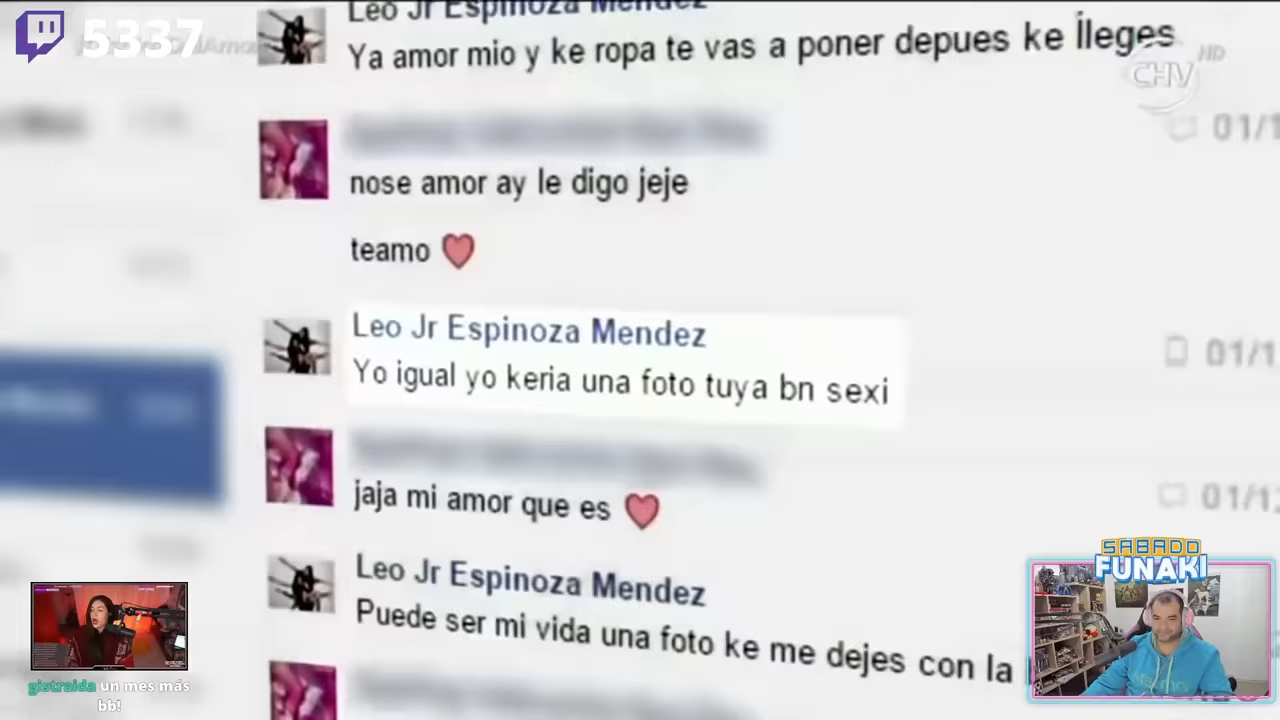 5337
Leo Jr Espinoza Mendez
Ya amor mio y ke ropa te vas a poner depues ke lleges
CHV HD
01/1
nose amor ay le digo jeje
teamo
Leo Jr Espinoza Mendez
01/1
Yo igual yo keria una foto tuya bn sexi
01/1
jaja mi amor que es
Leo Jr Espinoza Mendez
Puede ser mi vida una foto ke me dejes con la
SABADO
FUNAKI
gistraida un mes más
bb!